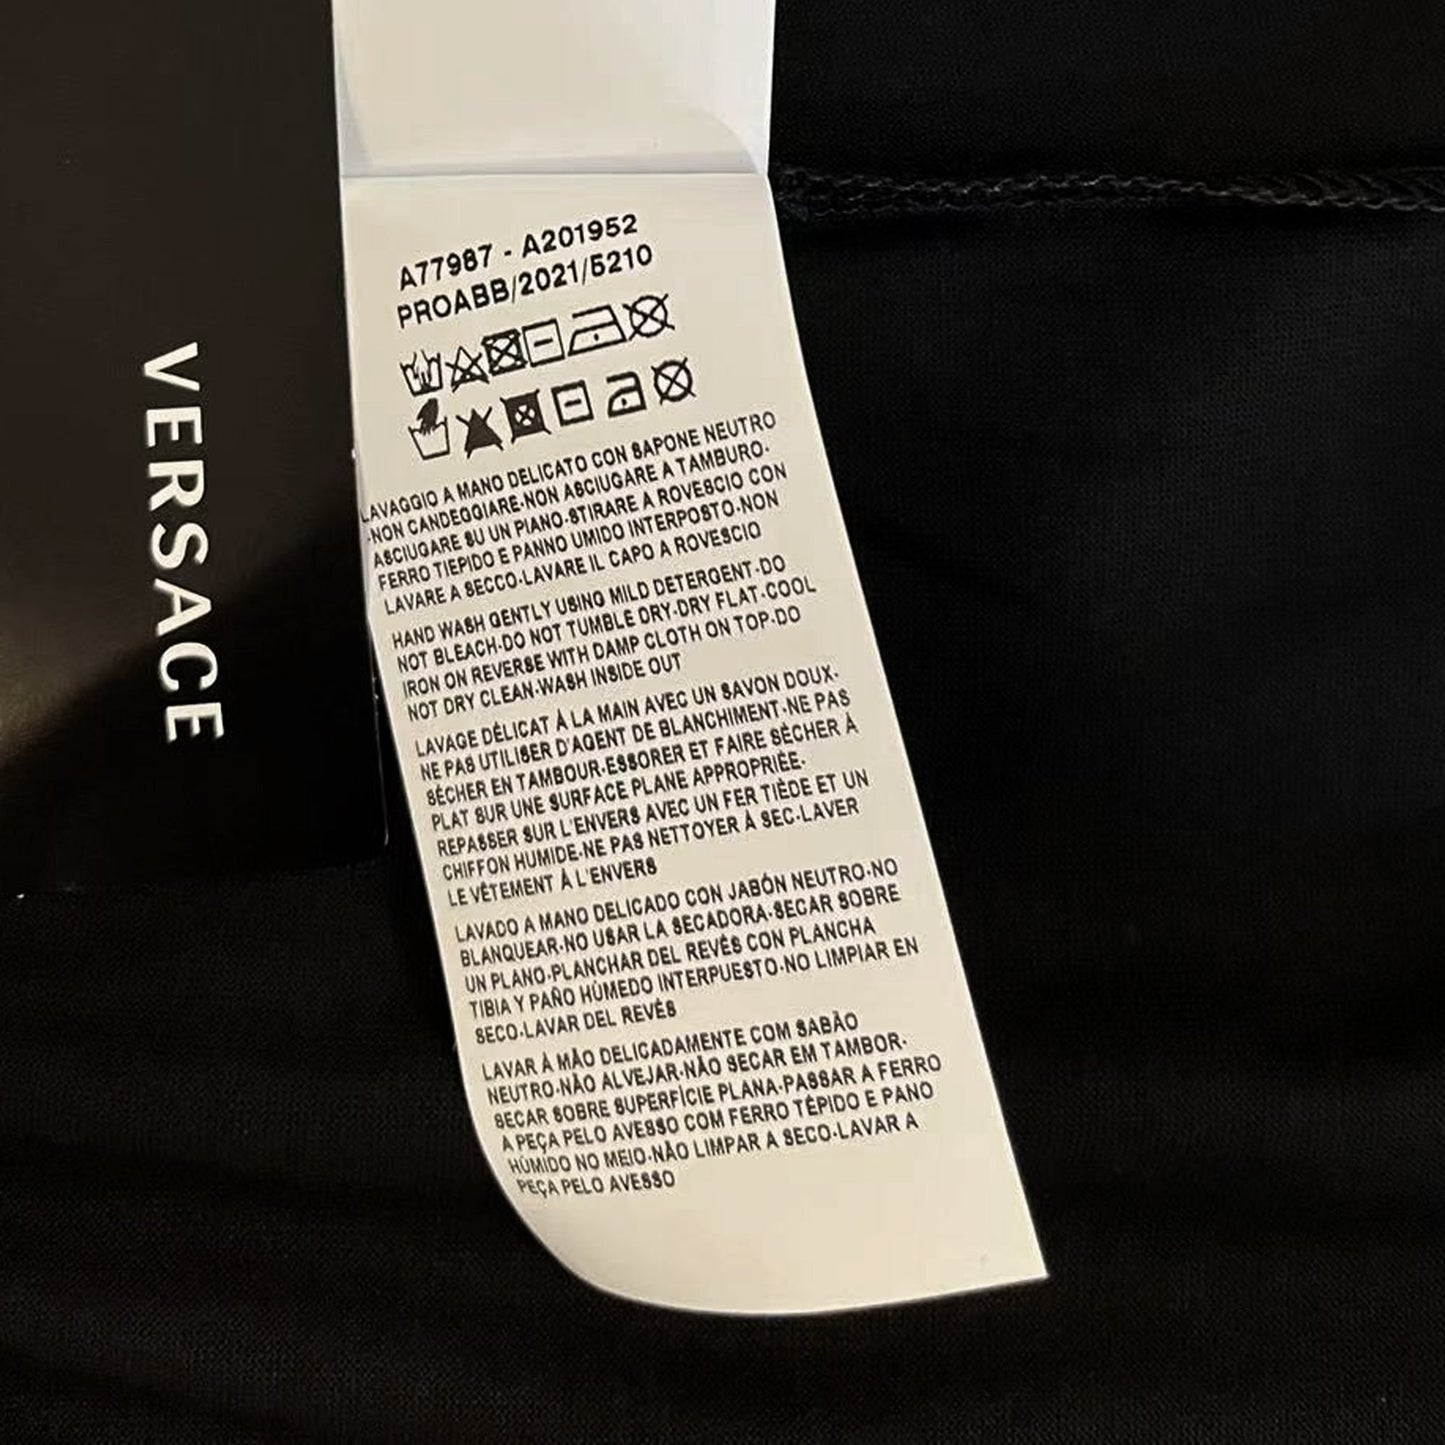 VERSACE
A77987 - A201952
PROABB/2021/5210
LAVAGGIO A MANO DELICATO CON SAPONE NEUTRO
-NON CANDEGGIARE-NON ASCIUGARE A TAMBURO-
ASCIUGARE SU UN PIANO-STIRARE A ROVESCIO CON
FERRO TIEPIDO E PANNO UMIDO INTERPOSTO-NON
LAVARE A SECCO-LAVARE IL CAPO A ROVESCIO
HAND WASH GENTLY USING MILD DETERGENT-DO
NOT BLEACH-DO NOT TUMBLE DRY-DRY FLAT-COOL
IRON ON REVERSE WITH DAMP CLOTH ON TOP-DO
NOT DRY CLEAN-WASH INSIDE OUT
LAVAGE DÉLICAT À LA MAIN AVEC UN SAVON DOUX-
NE PAS UTILISER D'AGENT DE BLANCHIMENT-NE PAS
SÉCHER EN TAMBOUR-ESSORER ET FAIRE SÉCHER À
PLAT SUR UNE SURFACE PLANE APPROPRIÉE-
REPASSER SUR L'ENVERS AVEC UN FER TIÈDE ET UN
CHIFFON HUMIDE-NE PAS NETTOYER À SEC-LAVER
LE VÊTEMENT À L'ENVERS
LAVADO A MANO DELICADO CON JABÓN NEUTRO-NO
BLANQUEAR-NO USAR LA SECADORA-SECAR SOBRE
UN PLANO-PLANCHAR DEL REVÉS CON PLANCHA
TIBIA Y PAÑO HÚMEDO INTERPUESTO-NO LIMPIAR EN
SECO-LAVAR DEL REVÉS
LAVAR À MÃO DELICADAMENTE COM SABÃO
NEUTRO-NÃO ALVEJAR-NÃO SECAR EM TAMBOR-
SECAR SOBRE SUPERFÍCIE PLANA-PASSAR A FERRO
A PEÇA PELO AVESSO COM FERRO TÉPIDO E PANO
HÚMIDO NO MEIO-NÃO LIMPAR A SECO-LAVAR A
PEÇA PELO AVESSO